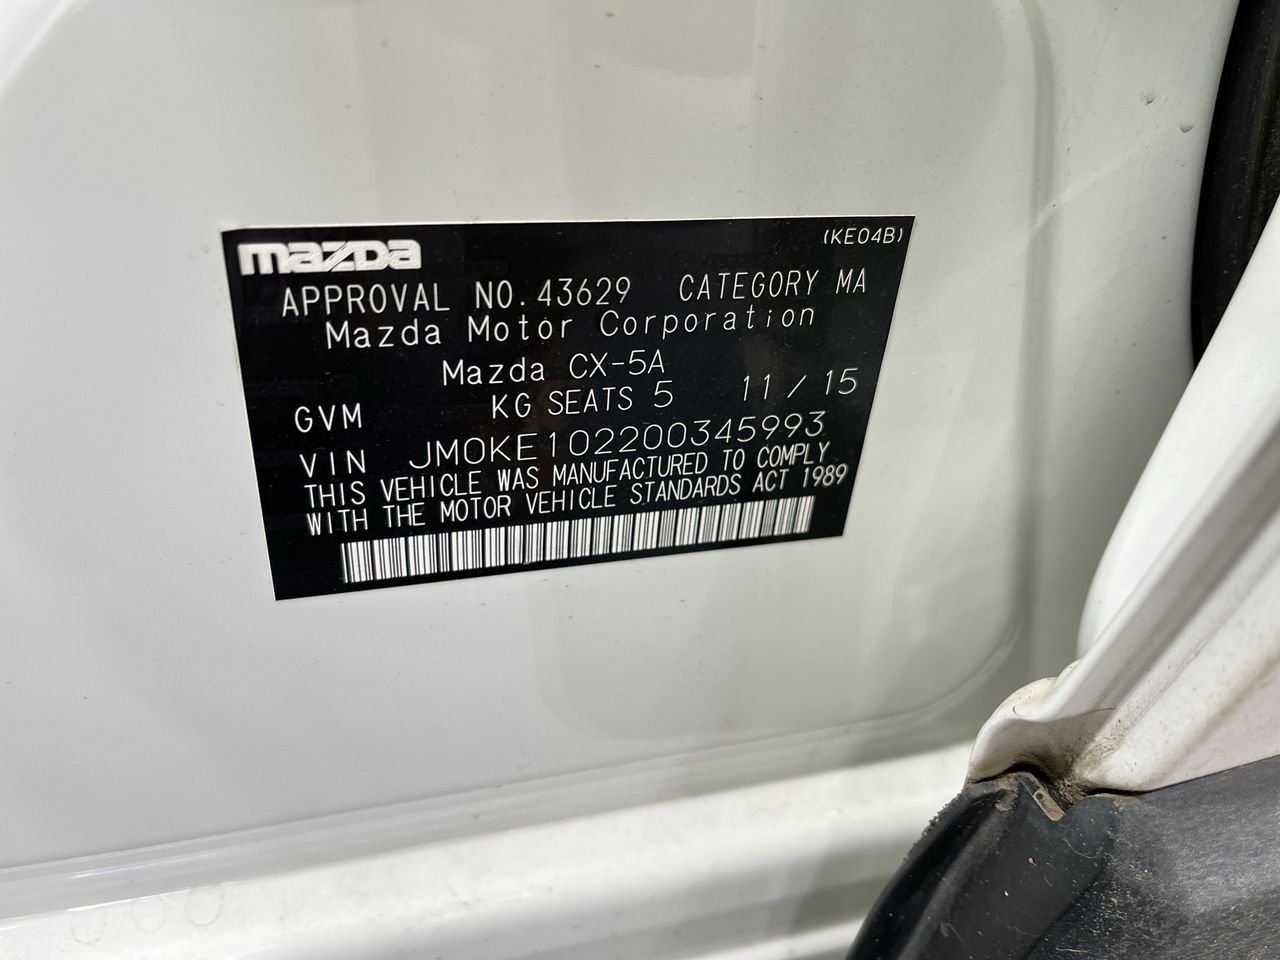 mazda (KE04B)
APPROVAL NO. 43629 CATEGORY MA
Mazda Motor Corporation
Mazda CX-5A
GVM KG SEATS 5 11/15
VIN JM0KE102200345993
THIS VEHICLE WAS MANUFACTURED TO COMPLY
WITH THE MOTOR VEHICLE STANDARDS ACT 1989